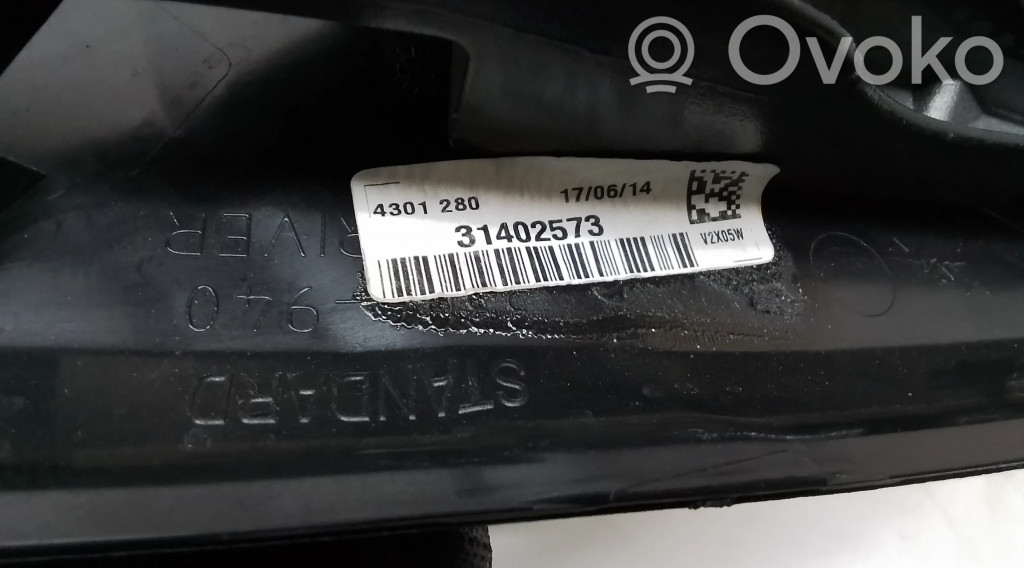 Ovoko
4301 280 17/06/14
31402573
V2X05W
RIVER
940
STANDARD